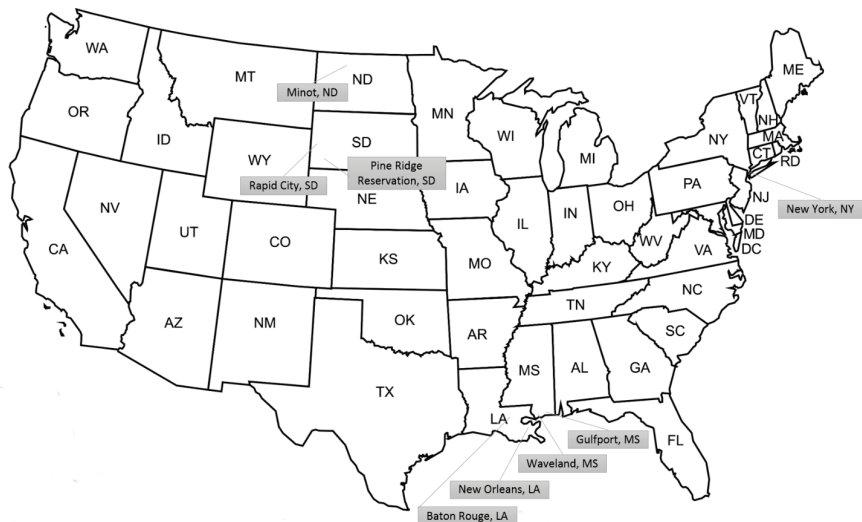 WA
MT
ND
Minot, ND
MN
ME
VT
NH
OR
ID
WY
SD
WI
MI
NY
MA
CT
RD
Rapid City, SD
Pine Ridge
Reservation, SD
NE
IA
PA
NJ
New York, NY
NV
UT
CO
IL
IN
OH
WV
DE
MD
DC
CA
KS
MO
KY
VA
AZ
NM
OK
AR
TN
NC
SC
TX
LA
MS
AL
GA
FL
Gulfport, MS
Waveland, MS
New Orleans, LA
Baton Rouge, LA